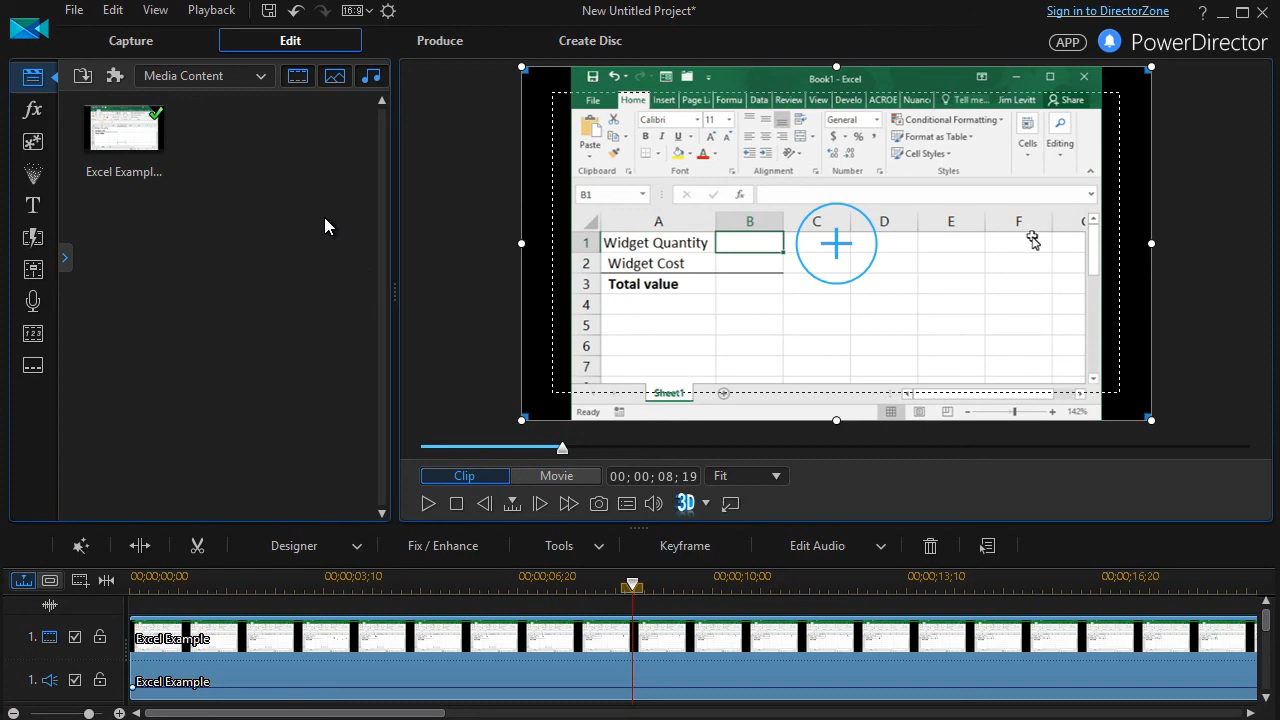 File Edit View Playback 16:9 New Untitled Project* Sign in to DirectorZone ?
Capture Edit Produce Create Disc APP PowerDirector
Media Content
Excel Exampl...
Book1 - Excel
File Home Insert Page L Formu Data Review View Develo ACROE Nuanc Tell me... Jim Levitt Share
Paste Calibri 11 General Conditional Formatting Cells Editing
B I U A A $ % , Format as Table
Cell Styles
Clipboard Font Alignment Number Styles
B1 fx
A B C D E F
1 Widget Quantity
2 Widget Cost
3 Total value
4
5
6
7
Sheet1
Ready 142%
Clip Movie 00; 00; 08; 19 Fit
3D
Designer Fix / Enhance Tools Keyframe Edit Audio
00;00;00;00 00;00;03;10 00;00;06;20 00;00;10;00 00;00;13;10 00;00;16;20
1. Excel Example
1. Excel Example
fx
T
123